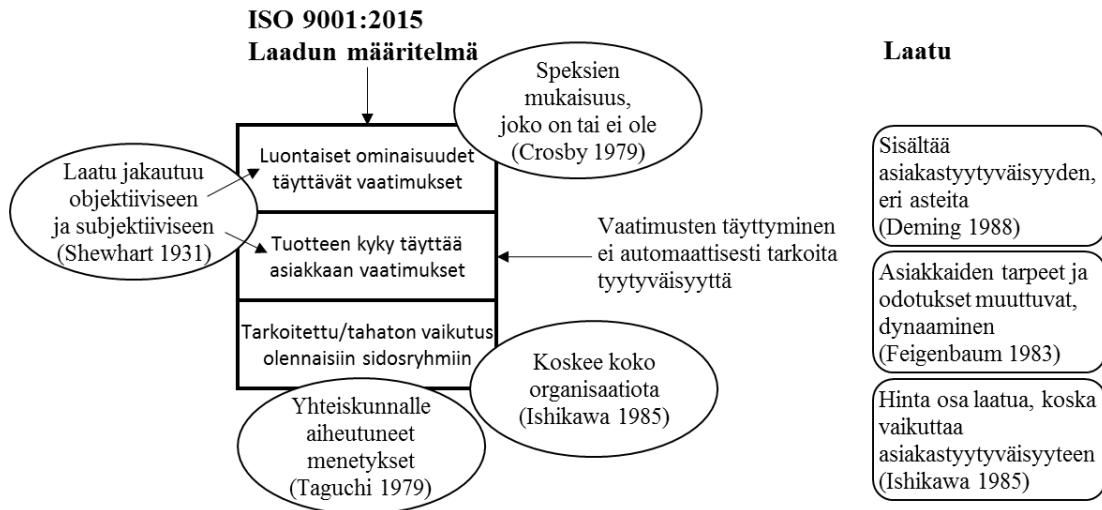 ISO 9001:2015
Laadun määritelmä
Speksien
mukaisuus,
joko on tai ei ole
(Crosby 1979)
Laatu jakautuu
objektiiviseen
ja subjektiiviseen
(Shewhart 1931)
Luontaiset ominaisuudet
täyttävät vaatimukset
Tuotteen kyky täyttää
asiakkaan vaatimukset
Tarkoitettu/tahaton vaikutus
olennaisiin sidosryhmiin
Vaatimusten täyttyminen
ei automaattisesti tarkoita
tyytyväisyyttä
Koskee koko
organisaatiota
(Ishikawa 1985)
Yhteiskunnalle
aiheutuneet
menetykset
(Taguchi 1979)
Laatu
Sisältää
asiakastyytyväisyyden,
eri asteita
(Deming 1988)
Asiakkaiden tarpeet ja
odotukset muuttuvat,
dynaaminen
(Feigenbaum 1983)
Hinta osa laatua, koska
vaikuttaa
asiakastyytyväisyyteen
(Ishikawa 1985)